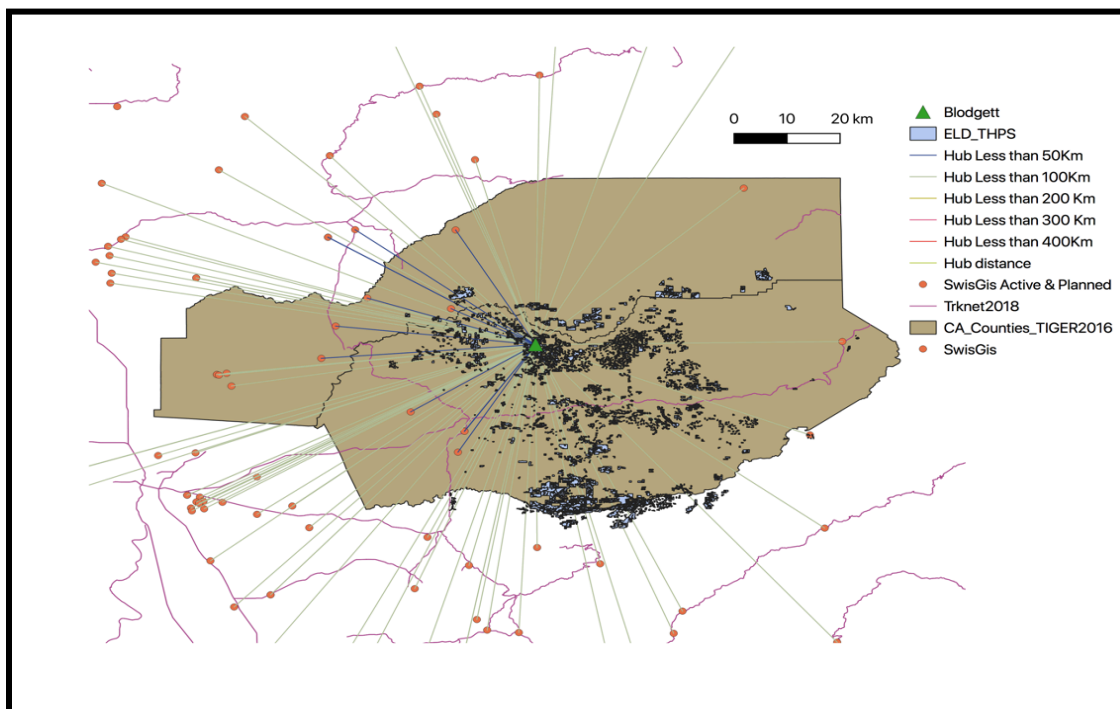 0 10 20 km
Blodgett
ELD_THPS
Hub Less than 50Km
Hub Less than 100Km
Hub Less than 200 Km
Hub Less than 300 Km
Hub Less than 400Km
Hub distance
SwisGis Active & Planned
Trknet2018
CA_Counties_TIGER2016
SwisGis